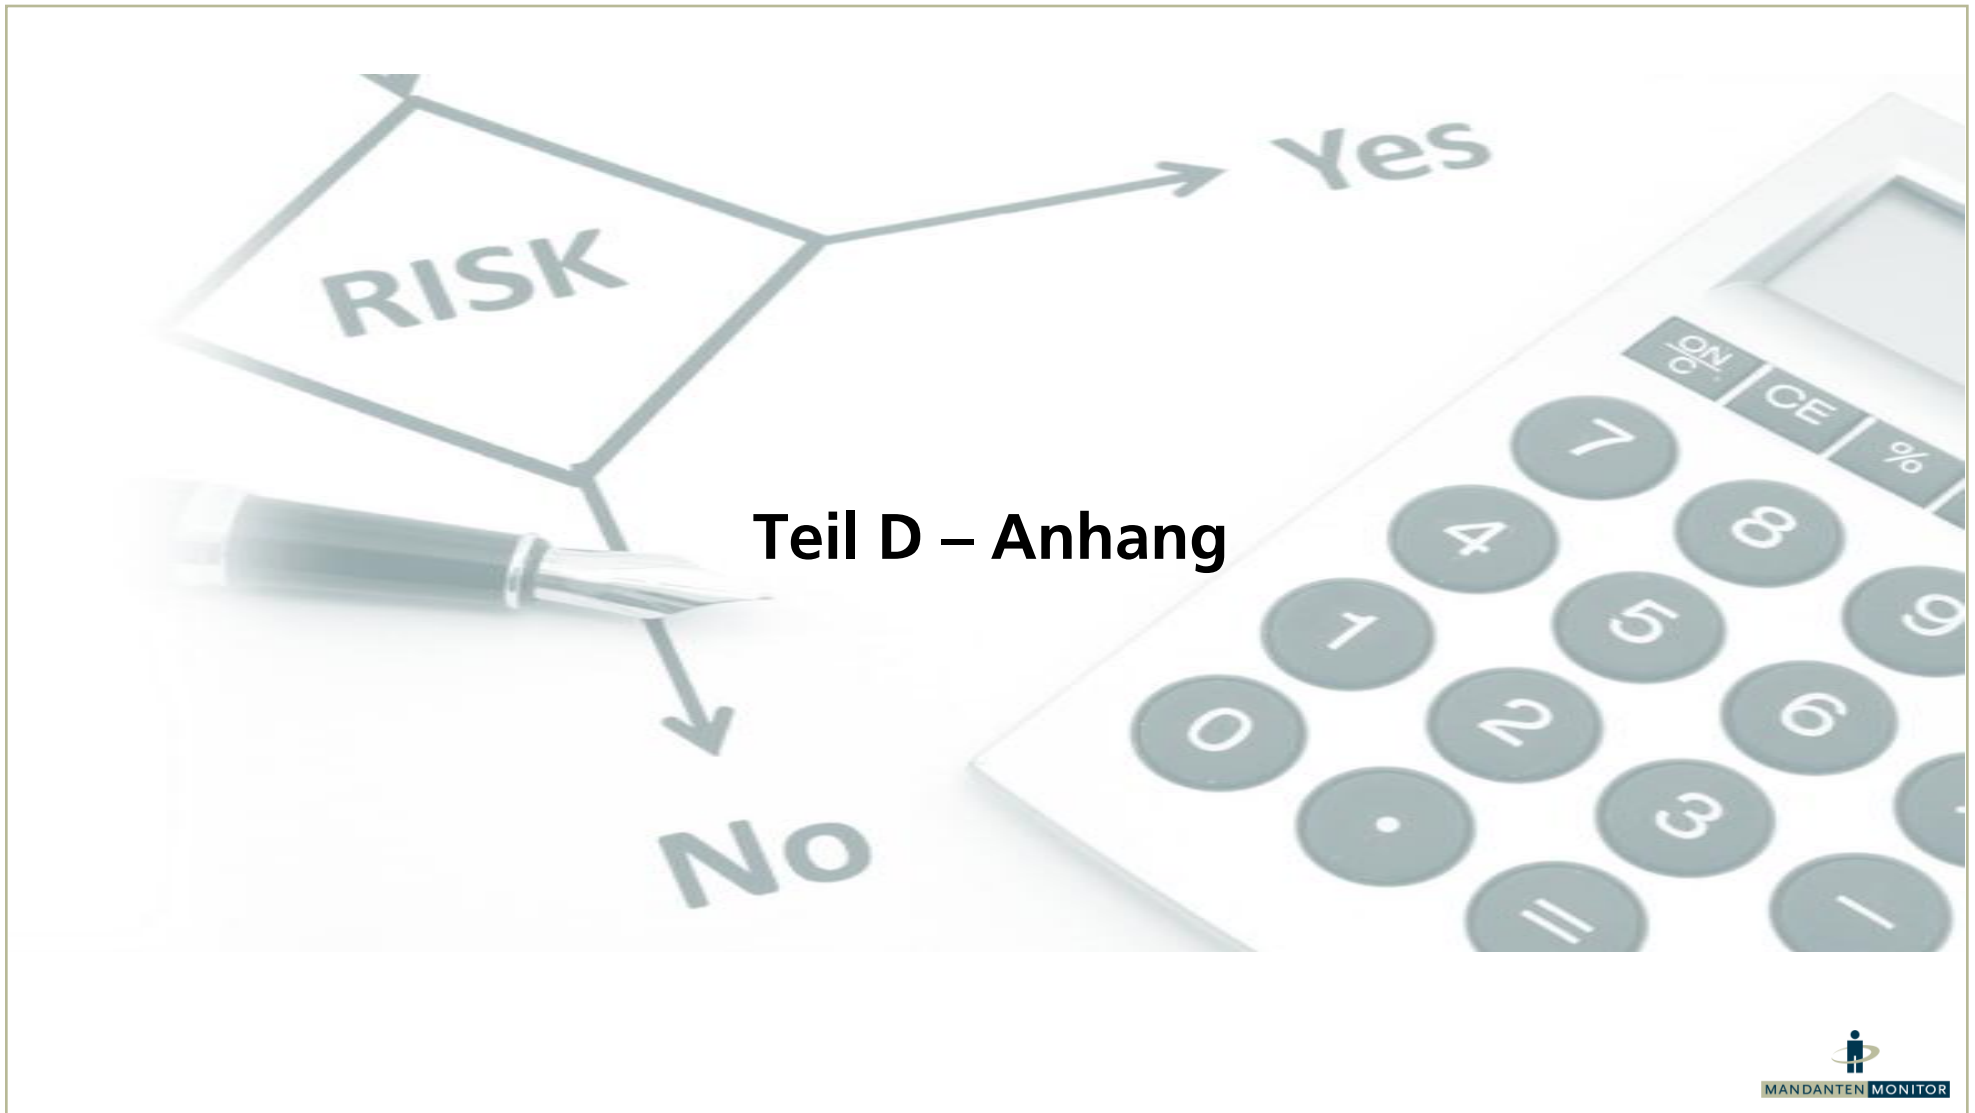 Yes
RISK
ON
C
CE
%
7
8
9
4
5
6
1
2
3
0
.
=
–
Teil D – Anhang
No
MANDANTEN MONITOR